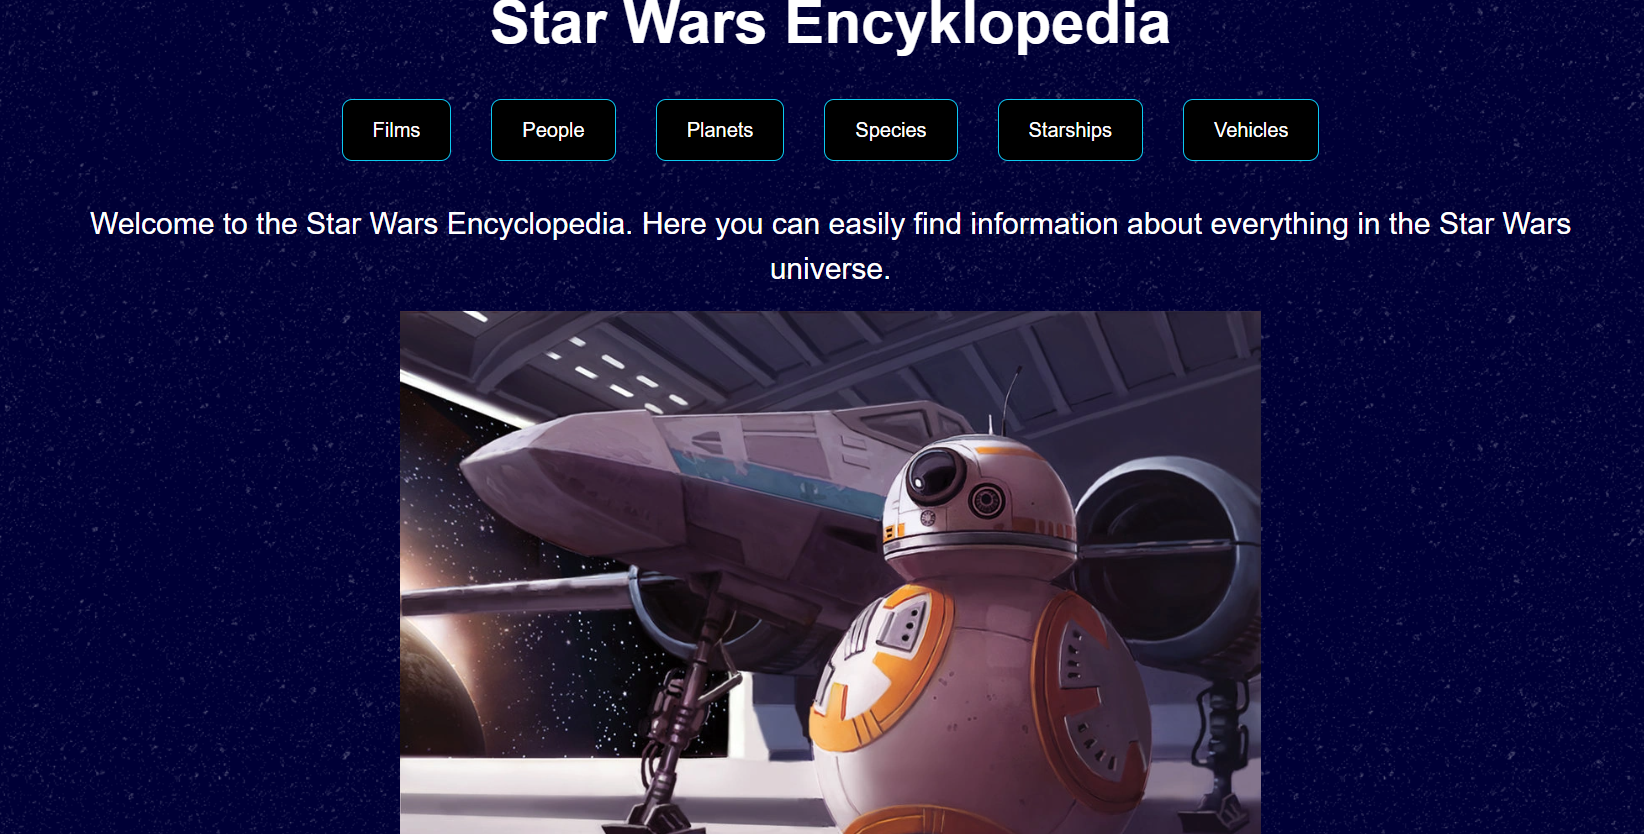 Star Wars Encyklopedia
Films
People
Planets
Species
Starships
Vehicles
Welcome to the Star Wars Encyclopedia. Here you can easily find information about everything in the Star Wars
universe.